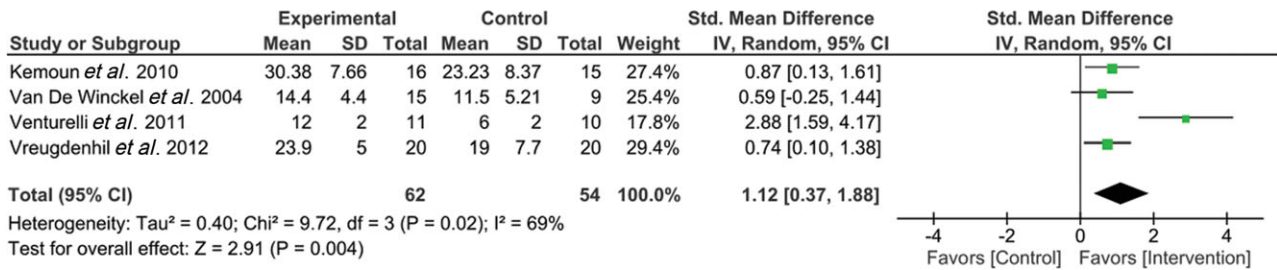 Experimental Control Std. Mean Difference Std. Mean Difference
Study or Subgroup Mean SD Total Mean SD Total Weight IV, Random, 95% CI IV, Random, 95% CI
Kemoun et al. 2010 30.38 7.66 16 23.23 8.37 15 27.4% 0.87 [0.13, 1.61]
Van De Winckel et al. 2004 14.4 4.4 15 11.5 5.21 9 25.4% 0.59 [-0.25, 1.44]
Venturelli et al. 2011 12 2 11 6 2 10 17.8% 2.88 [1.59, 4.17]
Vreugdenhil et al. 2012 23.9 5 20 19 7.7 20 29.4% 0.74 [0.10, 1.38]
Total (95% CI) 62 54 100.0% 1.12 [0.37, 1.88]
Heterogeneity: Tau² = 0.40; Chi² = 9.72, df = 3 (P = 0.02); I² = 69%
Test for overall effect: Z = 2.91 (P = 0.004)
-4 -2 0 2 4
Favors [Control] Favors [Intervention]